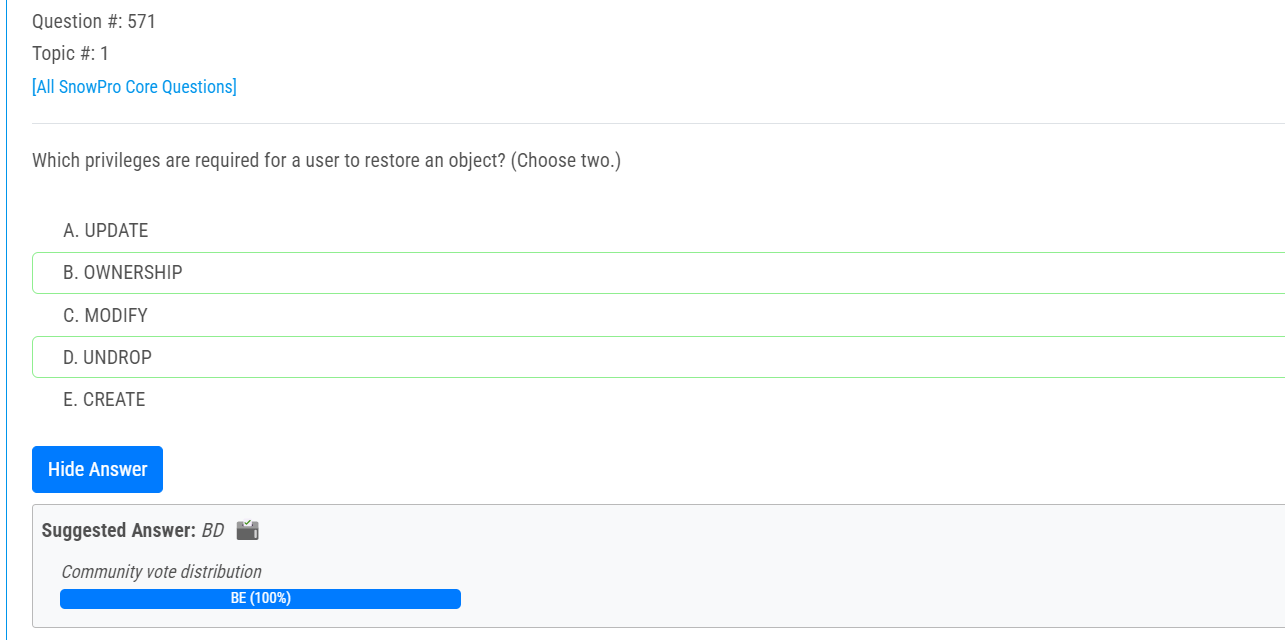 Question #: 571
Topic #: 1
[All SnowPro Core Questions]
Which privileges are required for a user to restore an object? (Choose two.)
A. UPDATE
B. OWNERSHIP
C. MODIFY
D. UNDROP
E. CREATE
Hide Answer
Suggested Answer: BD
Community vote distribution
BE (100%)